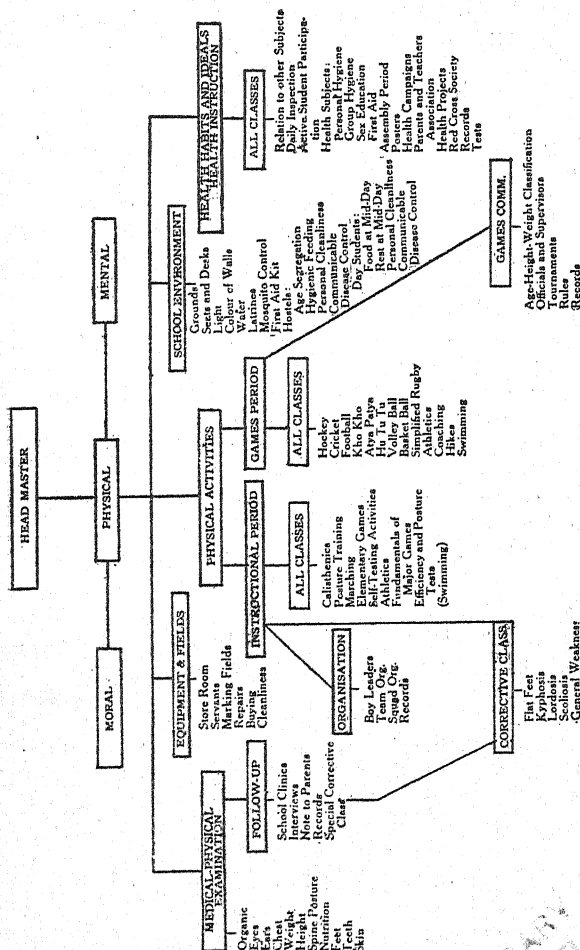 HEAD MASTER
MORAL
PHYSICAL
MENTAL
MEDICAL-PHYSICAL
EXAMINATION
Organic
Eyes
Ears
Chest
Weight
Height
Spine Posture
Nutrition
Feet
Teeth
Skin
FOLLOW-UP
School Clinics
Interviews
Note to Parents
Records
Special Corrective
Class
EQUIPMENT & FIELDS
Store Room
Servants
Marking Fields
Repairs
Buying
Cleanliness
PHYSICAL ACTIVITIES
INSTRUCTIONAL PERIOD
ORGANISATION
Boy Leaders
Team Org.
Squad Org.
Records
ALL CLASSES
Calisthenics
Posture Training
Marching
Elementary Games
Self-Testing Activities
Athletics
Fundamentals of
Major Games
Efficiency and Posture
Tests
(Swimming)
CORRECTIVE CLASS
Flat Feet
Kyphosis
Lordosis
Scoliosis
General Weakness
GAMES PERIOD
ALL CLASSES
Hockey
Cricket
Football
Kho Kho
Atya Patya
Hu Tu Tu
Volley Ball
Basket Ball
Simplified Rugby
Athletics
Coaching
Hikes
Swimming
GAMES COMM.
Age-Height-Weight Classification
Officials and Supervisors
Tournaments
Rules
Records
SCHOOL ENVIRONMENT
Grounds
Seats and Desks
Light
Colour of Walls
Water
Latrines
Mosquito Control
First Aid Kit
Hostels:
Age Segregation
Hygienic Feeding
Personal Cleanliness
Communicable
Disease Control
Day Students:
Food at Mid-Day
Rest at Mid-Day
Personal Cleanliness
Communicable
Disease Control
HEALTH HABITS AND IDEALS
HEALTH INSTRUCTION
ALL CLASSES
Relation to other Subjects
Daily Inspection
Active Student Participa-
tion
Health Subjects:
Personal Hygiene
Group Hygiene
Sex Education
First Aid
Assembly Period
Posters
Health Campaigns
Parents and Teachers
Association
Health Projects
Red Cross Society
Records
Tests